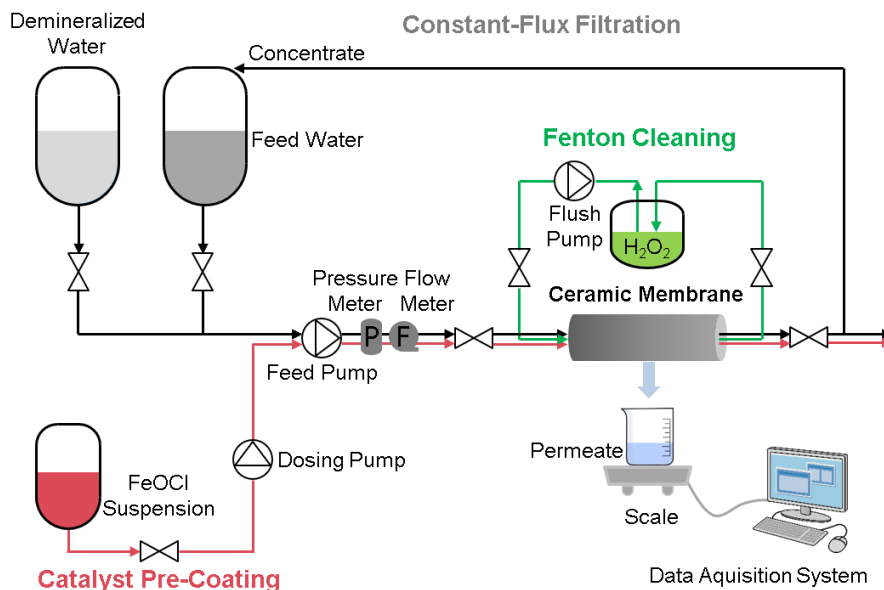 Demineralized
Water
Constant-Flux Filtration
Concentrate
Feed Water
Fenton Cleaning
Flush
Pump
H₂O₂
Pressure Flow
Meter Meter
Ceramic Membrane
P
F
Feed Pump
Permeate
Dosing Pump
FeOCl
Suspension
Scale
Catalyst Pre-Coating
Data Aquisition System